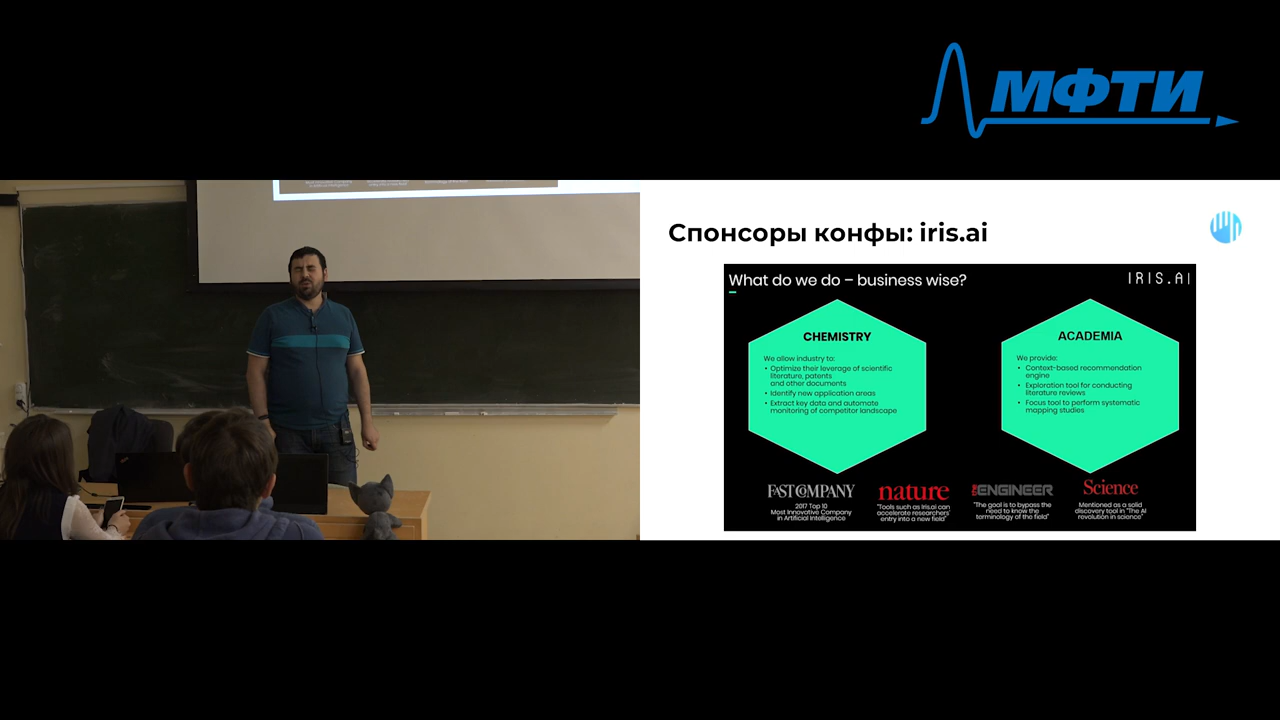 МФТИ
Спонсоры конфы: iris.ai
What do we do – business wise?
IRIS.AI
CHEMISTRY
We allow industry to:
• Optimize their leverage of scientific
literature, patents
and other documents
• Identify new application areas
• Extract key data and automate
monitoring of competitor landscape
ACADEMIA
We provide:
• Context-based recommendation
engine
• Exploration tool for conducting
literature reviews
• Focus tool to perform systematic
mapping studies
FAST COMPANY
2017 Top 10
Most Innovative Company
in Artificial Intelligence
nature
"Tools such as Iris.ai can
accelerate researchers'
entry into a new field"
THE ENGINEER
"The goal is to bypass the
need to know the
terminology of the field"
Science
Mentioned as a solid
discovery tool in "The AI
revolution in science"